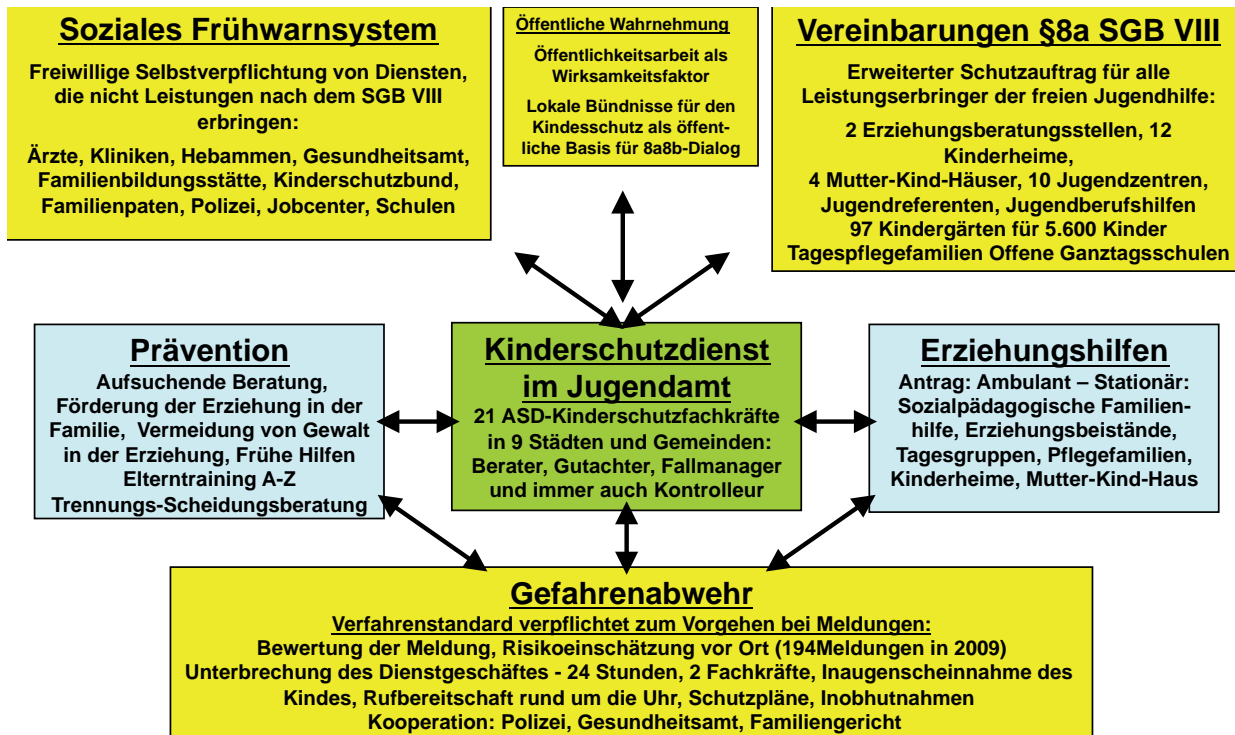 Soziales Frühwarnsystem
Freiwillige Selbstverpflichtung von Diensten,
die nicht Leistungen nach dem SGB VIII
erbringen:
Ärzte, Kliniken, Hebammen, Gesundheitsamt,
Familienbildungsstätte, Kinderschutzbund,
Familienpaten, Polizei, Jobcenter, Schulen
Öffentliche Wahrnehmung
Öffentlichkeitsarbeit als
Wirksamkeitsfaktor
Lokale Bündnisse für den
Kindesschutz als öffent-
liche Basis für 8a8b-Dialog
Vereinbarungen §8a SGB VIII
Erweiterter Schutzauftrag für alle
Leistungserbringer der freien Jugendhilfe:
2 Erziehungsberatungsstellen, 12
Kinderheime,
4 Mutter-Kind-Häuser, 10 Jugendzentren,
Jugendreferenten, Jugendberufshilfen
97 Kindergärten für 5.600 Kinder
Tagespflegefamilien Offene Ganztagsschulen
Prävention
Aufsuchende Beratung,
Förderung der Erziehung in der
Familie, Vermeidung von Gewalt
in der Erziehung, Frühe Hilfen
Elterntraining A-Z
Trennungs-Scheidungsberatung
Kinderschutzdienst
im Jugendamt
21 ASD-Kinderschutzfachkräfte
in 9 Städten und Gemeinden:
Berater, Gutachter, Fallmanager
und immer auch Kontrolleur
Erziehungshilfen
Antrag: Ambulant – Stationär:
Sozialpädagogische Familien-
hilfe, Erziehungsbeistände,
Tagesgruppen, Pflegefamilien,
Kinderheime, Mutter-Kind-Haus
Gefahrenabwehr
Verfahrenstandard verpflichtet zum Vorgehen bei Meldungen:
Bewertung der Meldung, Risikoeinschätzung vor Ort (194Meldungen in 2009)
Unterbrechung des Dienstgeschäftes - 24 Stunden, 2 Fachkräfte, Inaugenscheinnahme des
Kindes, Rufbereitschaft rund um die Uhr, Schutzpläne, Inobhutnahmen
Kooperation: Polizei, Gesundheitsamt, Familiengericht